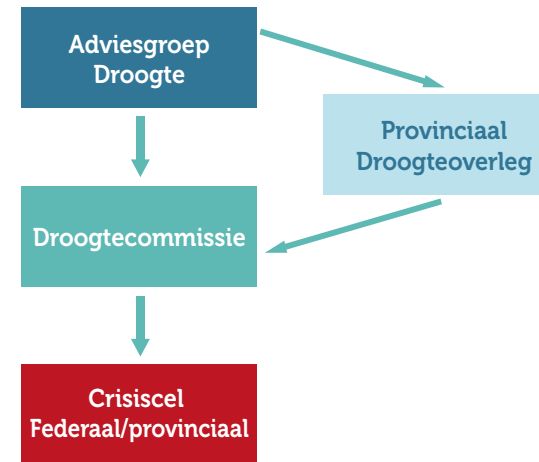 Adviesgroep
Droogte
Provinciaal
Droogteoverleg
Droogtecommissie
Crisiscel
Federaal/provinciaal